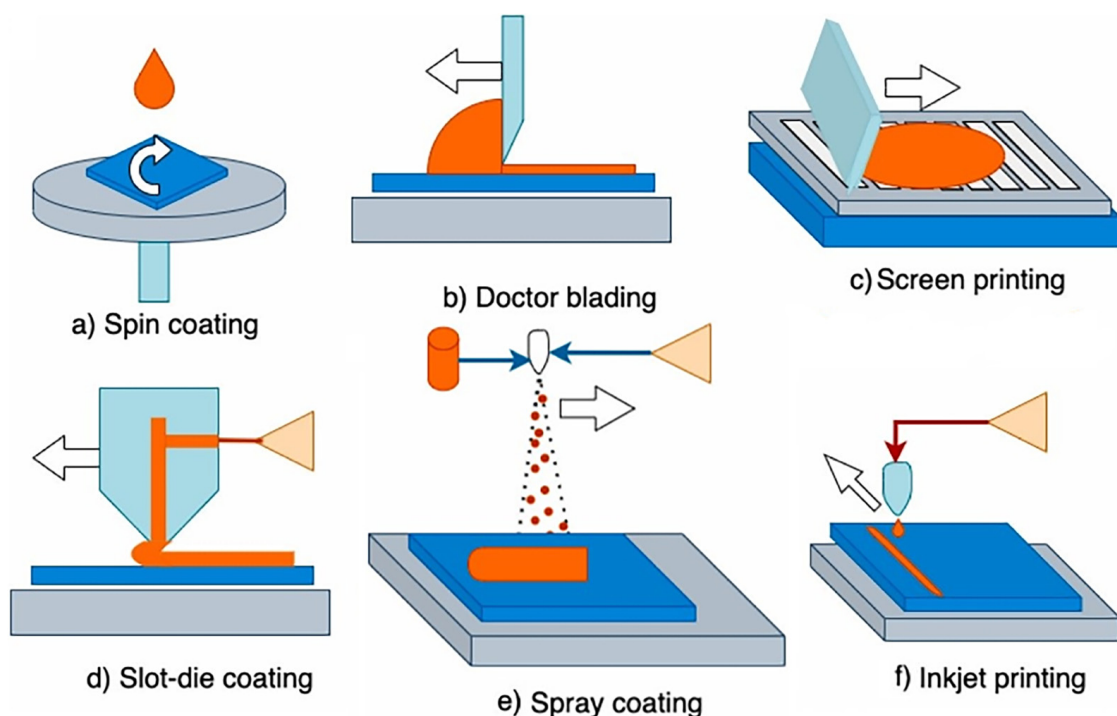 a) Spin coating
b) Doctor blading
c) Screen printing
d) Slot-die coating
e) Spray coating
f) Inkjet printing